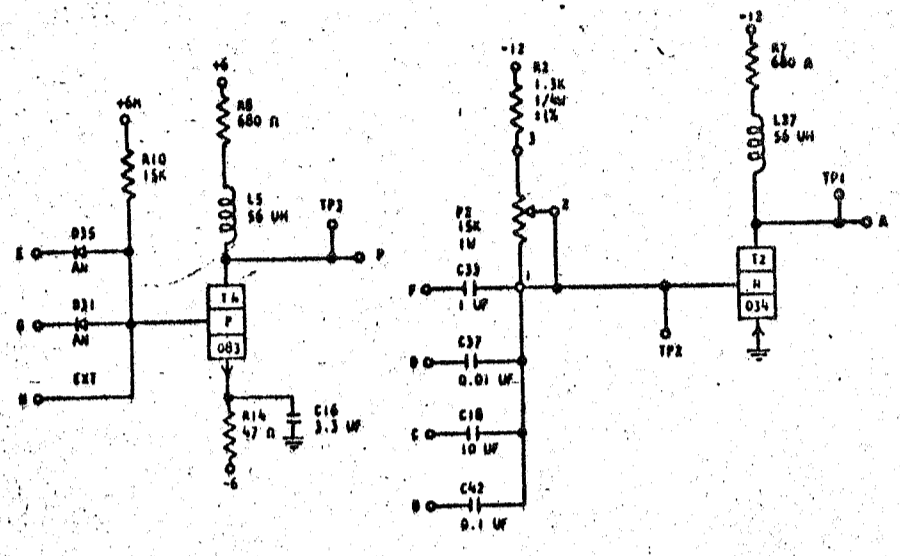 +6M
R10
15K
D35
AN
D31
AN
EXT
+6
R8
680 Ω
L5
56 UH
TP3
P
T4
P
083
R14
47 Ω
-6
C16
3.3 UF
-12
R3
1.3K
1/4W
±1%
3
2
P2
15K
1W
1
F
C33
1 UF
TP2
C37
0.01 UF
C
C18
10 UF
C42
0.1 UF
-12
R7
680 Ω
L37
56 UH
TP1
A
T2
N
034